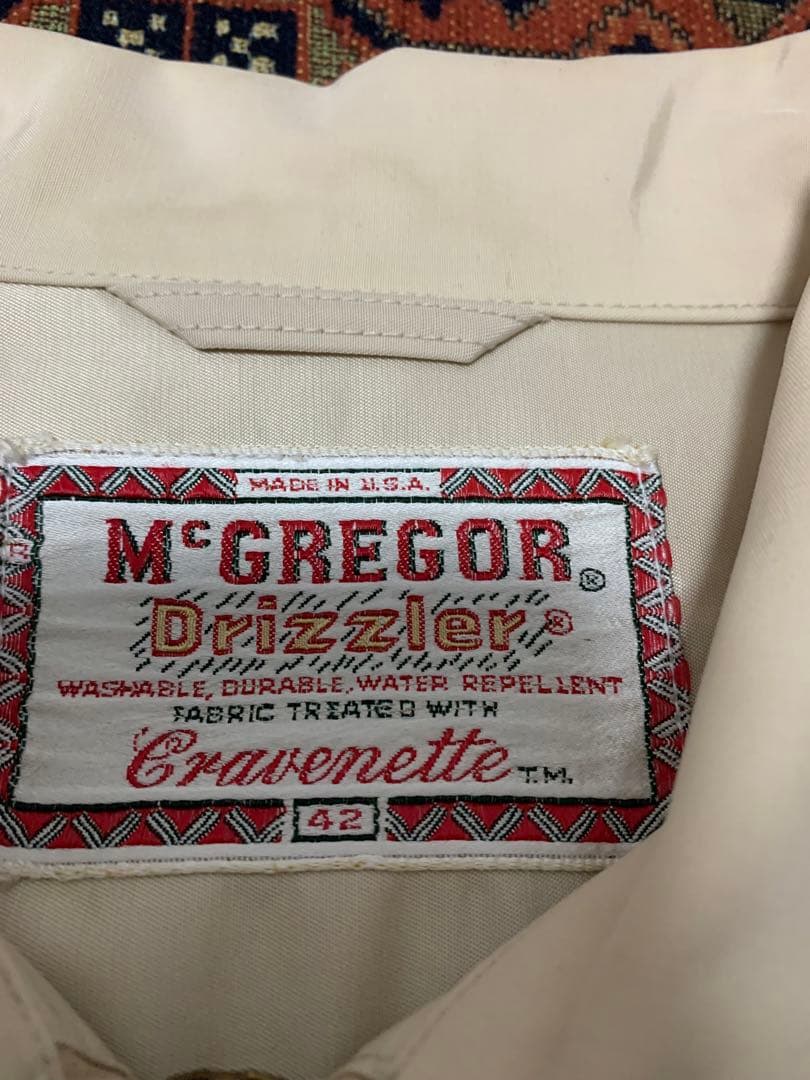 MADE IN U.S.A.
McGREGOR®
Drizzler®
WASHABLE, DURABLE, WATER REPELLENT
FABRIC TREATED WITH
Cravenette T.M.
42